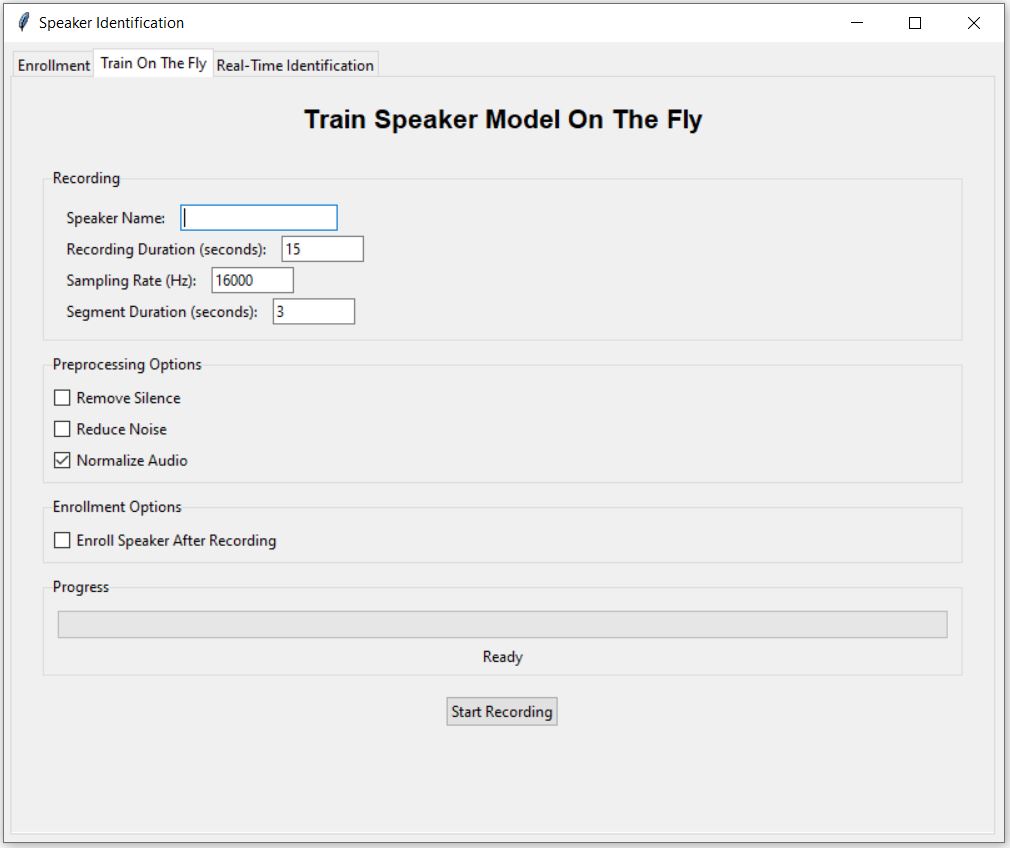 Speaker Identification
Enrollment Train On The Fly Real-Time Identification
Train Speaker Model On The Fly
Recording
Speaker Name:
Recording Duration (seconds): 15
Sampling Rate (Hz): 16000
Segment Duration (seconds): 3
Preprocessing Options
Remove Silence
Reduce Noise
Normalize Audio
Enrollment Options
Enroll Speaker After Recording
Progress
Ready
Start Recording